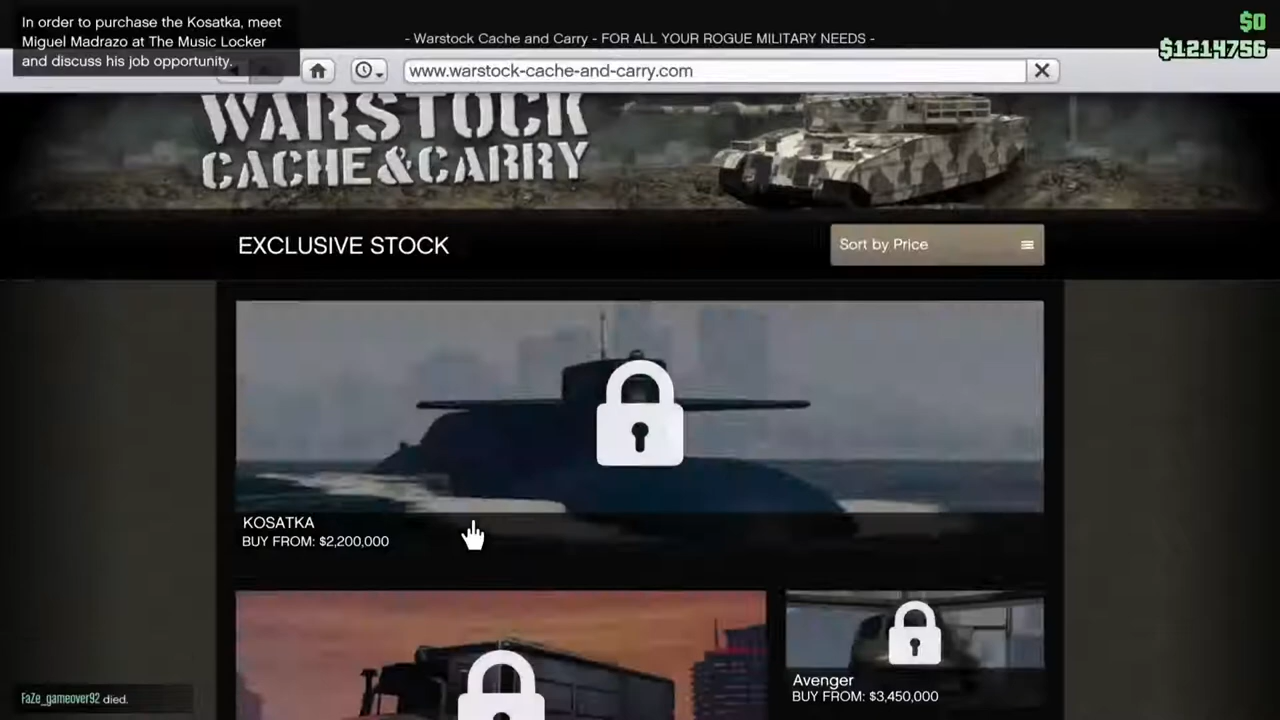 In order to purchase the Kosatka, meet
Miguel Madrazo at The Music Locker
and discuss his job opportunity.
$0
$1214756
- Warstock Cache and Carry - FOR ALL YOUR ROGUE MILITARY NEEDS -
www.warstock-cache-and-carry.com
WARSTOCK
CACHE&CARRY
EXCLUSIVE STOCK
Sort by Price
KOSATKA
BUY FROM: $2,200,000
Avenger
BUY FROM: $3,450,000
FaZe_gameover92 died.